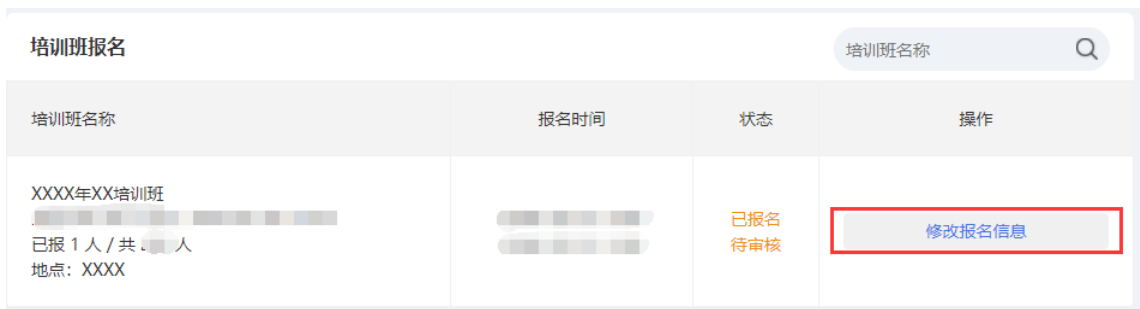 培训班报名
培训班名称
培训班名称 报名时间 状态 操作
XXXX年XX培训班
已报 1 人 / 共 人
地点：XXXX
已报名
待审核
修改报名信息